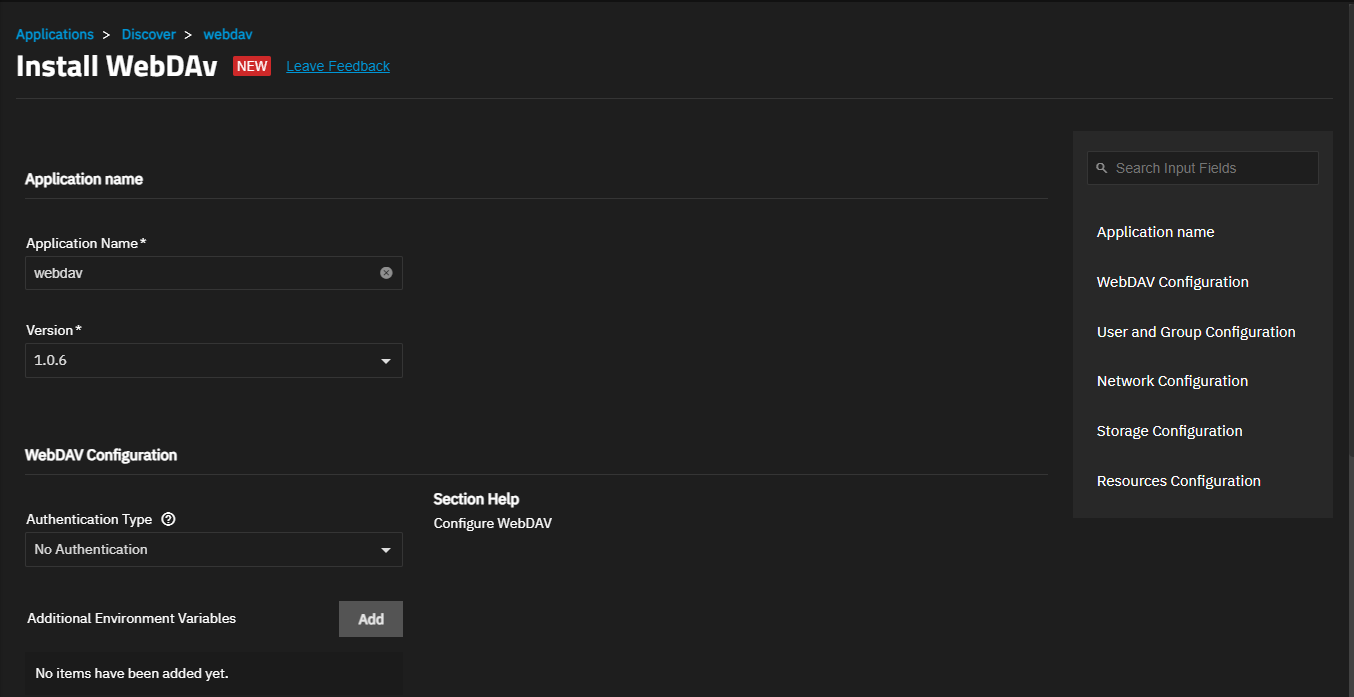 Applications > Discover > webdav
Install WebDAv NEW Leave Feedback
Application name
Application Name*
webdav
Version*
1.0.6
WebDAV Configuration
Authentication Type
No Authentication
Additional Environment Variables Add
No items have been added yet.
Section Help
Configure WebDAV
Search Input Fields
Application name
WebDAV Configuration
User and Group Configuration
Network Configuration
Storage Configuration
Resources Configuration